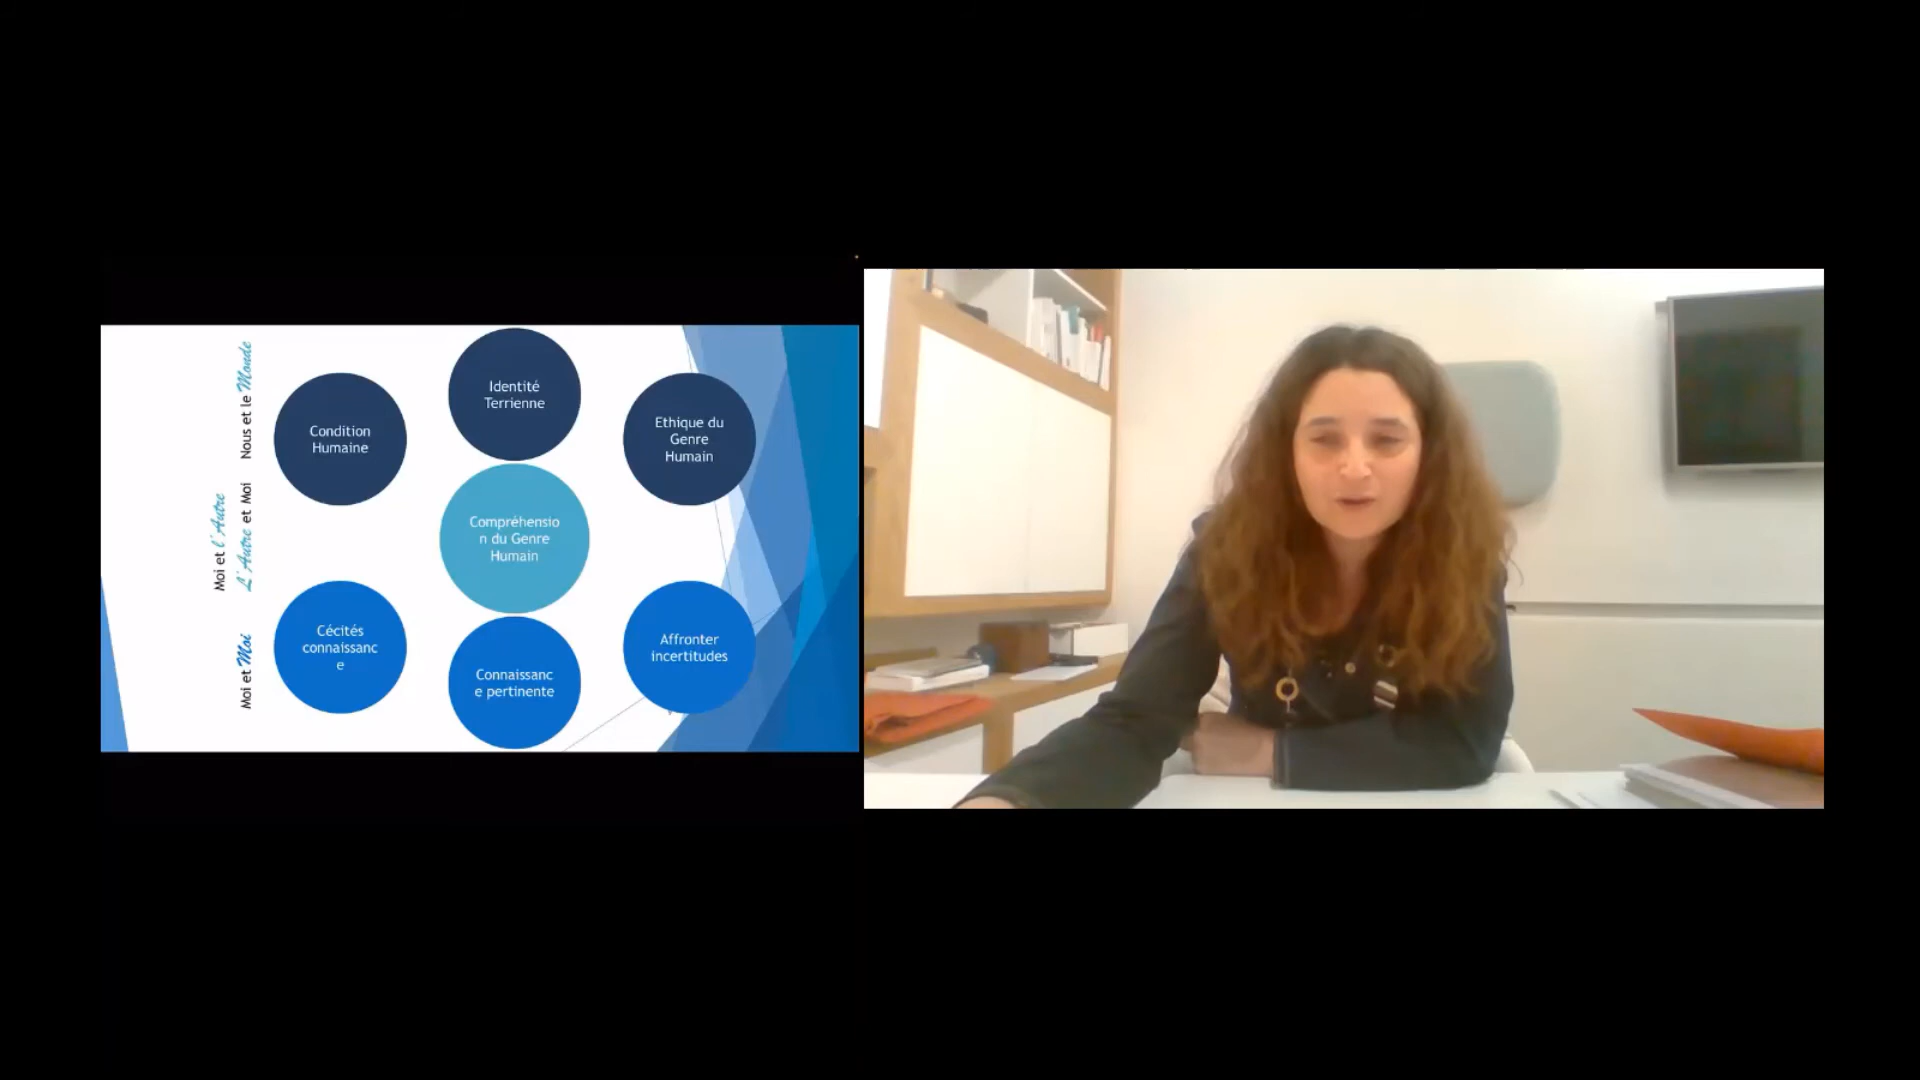 Nous et le Monde
Moi et l'Autre
L'Autre et Moi
Moi et Moi
Condition
Humaine
Identité
Terrienne
Ethique du
Genre
Humain
Compréhensio
n du Genre
Humain
Cécités
connaissanc
e
Connaissanc
e pertinente
Affronter
incertitudes